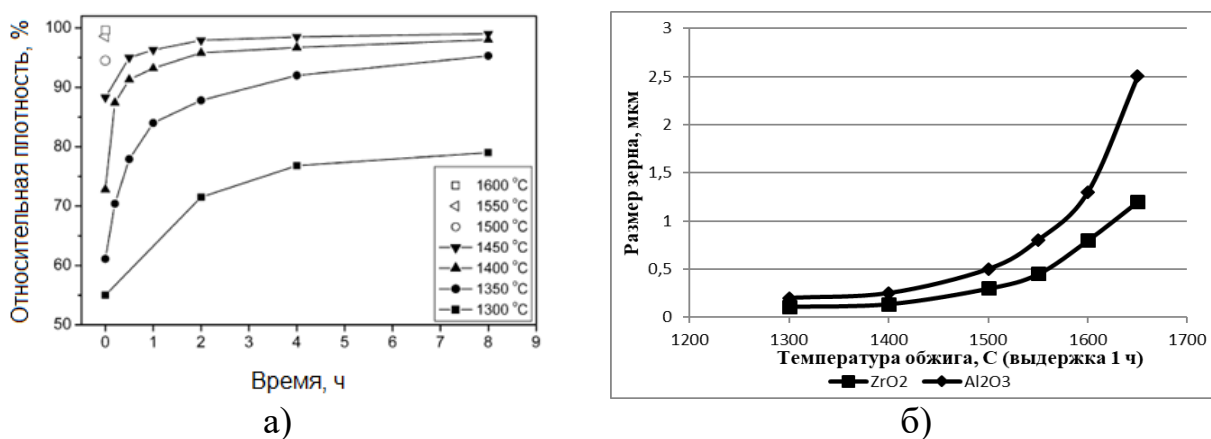 Относительная плотность, %
100
90
80
70
60
50
0
1
2
3
4
5
6
7
8
9
Время, ч
1600 °C
1550 °C
1500 °C
1450 °C
1400 °C
1350 °C
1300 °C
а)
Размер зерна, мкм
3
2,5
2
1,5
1
0,5
0
1200
1300
1400
1500
1600
1700
Температура обжига, С (выдержка 1 ч)
ZrO2
Al2O3
б)